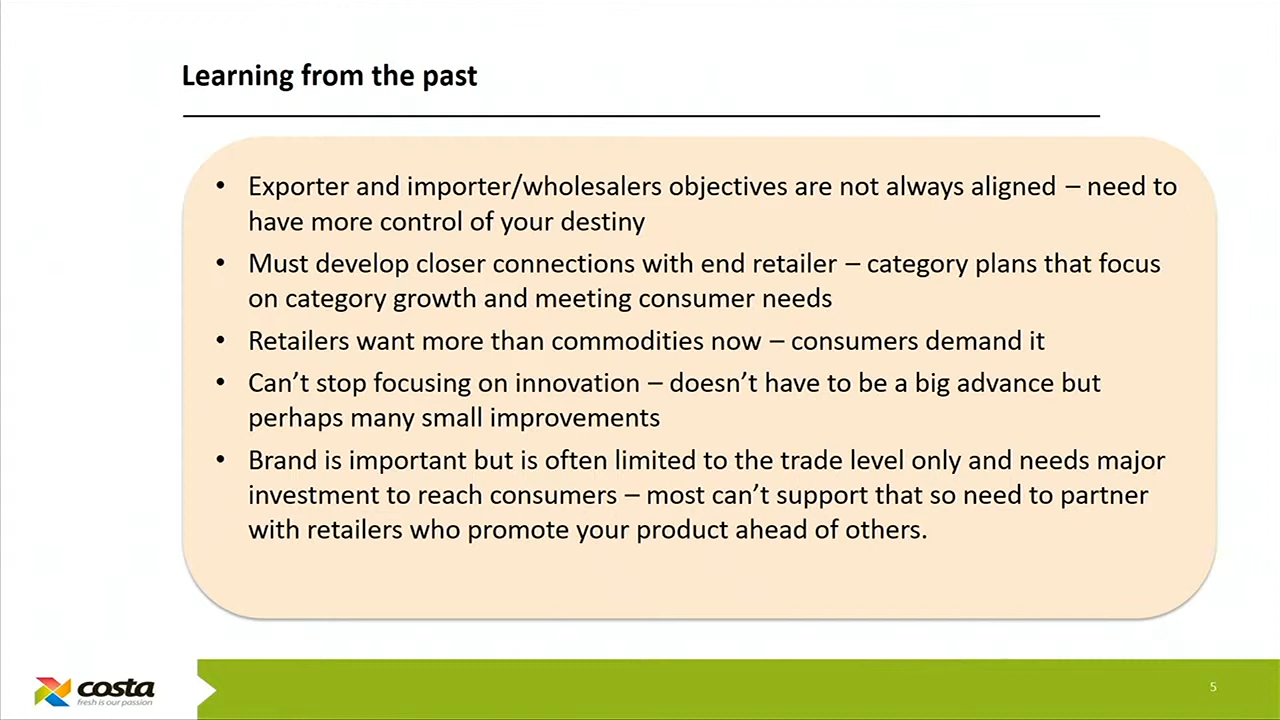 Learning from the past
• Exporter and importer/wholesalers objectives are not always aligned – need to
have more control of your destiny
• Must develop closer connections with end retailer – category plans that focus
on category growth and meeting consumer needs
• Retailers want more than commodities now – consumers demand it
• Can’t stop focusing on innovation – doesn’t have to be a big advance but
perhaps many small improvements
• Brand is important but is often limited to the trade level only and needs major
investment to reach consumers – most can’t support that so need to partner
with retailers who promote your product ahead of others.
costa
fresh is our passion
5